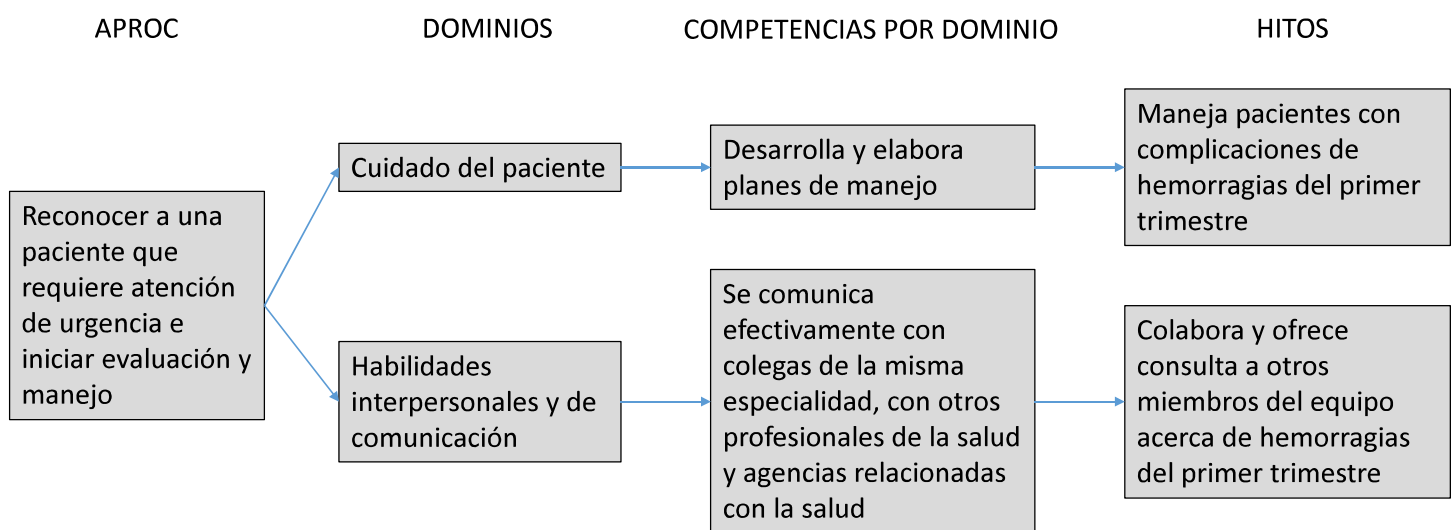 APROC
DOMINIOS
COMPETENCIAS POR DOMINIO
HITOS
Reconocer a una
paciente que
requiere atención
de urgencia e
iniciar evaluación y
manejo
Cuidado del paciente
Desarrolla y elabora
planes de manejo
Maneja pacientes con
complicaciones de
hemorragias del primer
trimestre
Habilidades
interpersonales y de
comunicación
Se comunica
efectivamente con
colegas de la misma
especialidad, con otros
profesionales de la salud
y agencias relacionadas
con la salud
Colabora y ofrece
consulta a otros
miembros del equipo
acerca de hemorragias
del primer trimestre